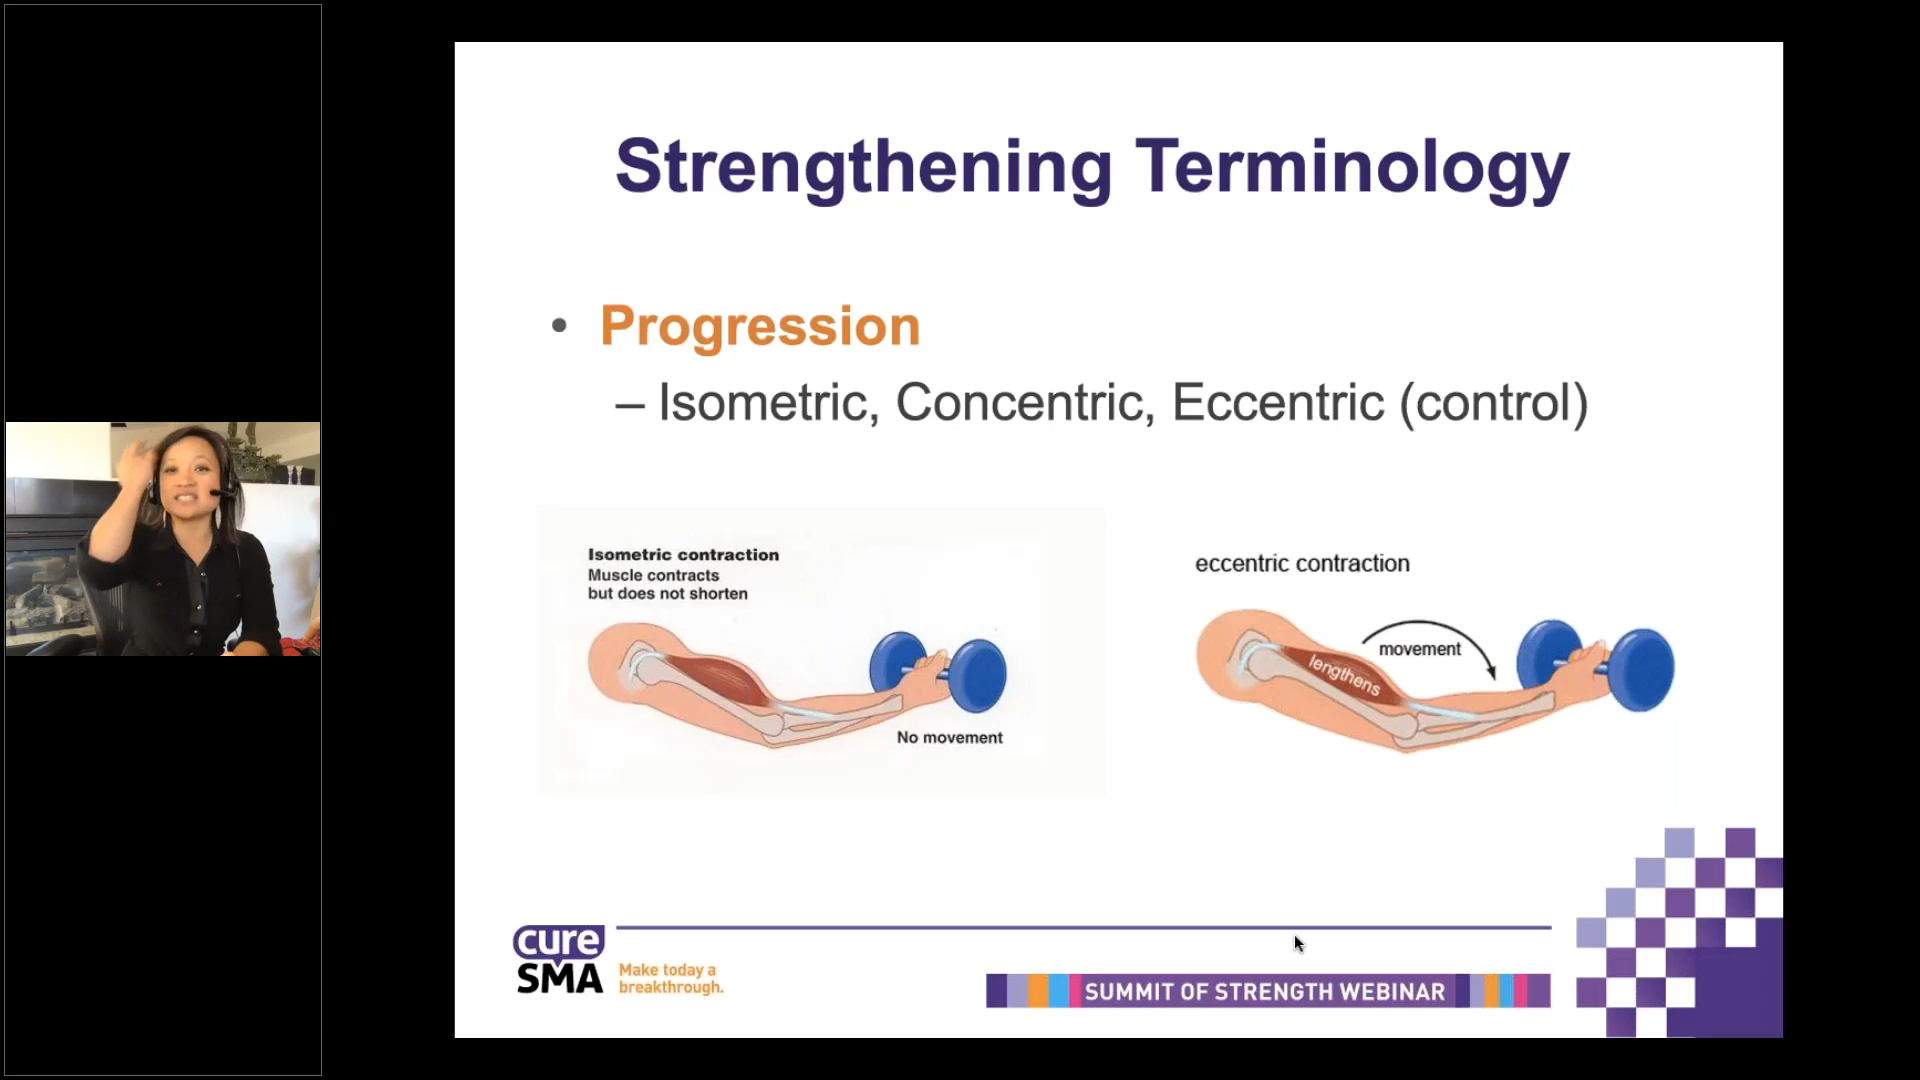 Strengthening Terminology
• Progression
– Isometric, Concentric, Eccentric (control)
Isometric contraction
Muscle contracts
but does not shorten
No movement
eccentric contraction
movement
lengthens
cure
SMA
Make today a
breakthrough.
SUMMIT OF STRENGTH WEBINAR